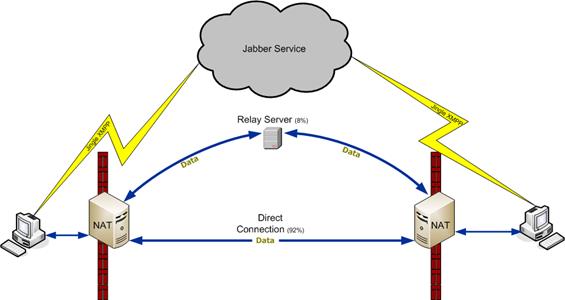 Jabber Service
Jingle XMPP
Jingle XMPP
Relay Server (8%)
Data
Data
NAT
NAT
Direct
Connection (92%)
Data